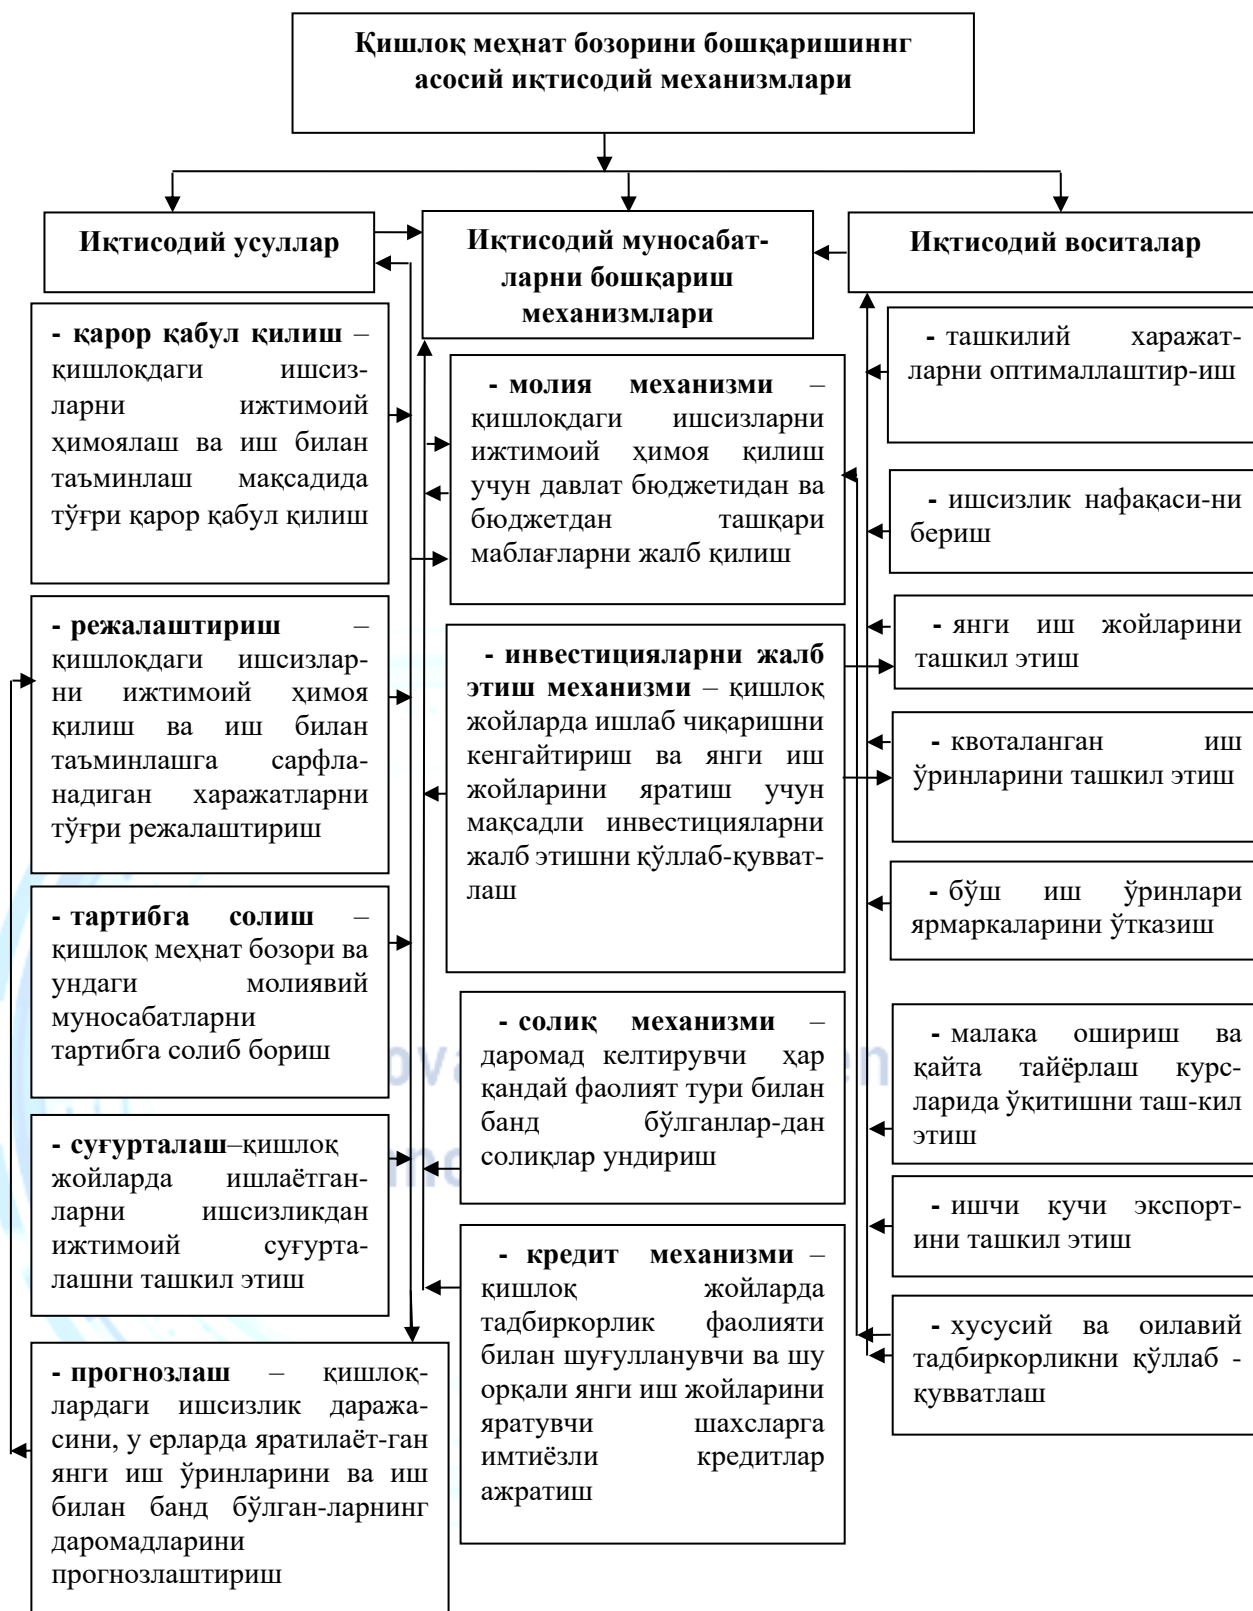 Қишлоқ меҳнат бозорини бошқаришиннг
асосий иқтисодий механизмлари
Иқтисодий усуллар
- қарор қабул қилиш –
қишлоқдаги ишсиз-
ларни ижтимоий
ҳимоялаш ва иш билан
таъминлаш мақсадида
тўғри қарор қабул қилиш
- режалаштириш –
қишлоқдаги ишсизлар-
ни ижтимоий ҳимоя
қилиш ва иш билан
таъминлашга сарфла-
надиган харажатларни
тўғри режалаштириш
- тартибга солиш –
қишлоқ меҳнат бозори ва
ундаги молиявий
муносабатларни
тартибга солиб бориш
- суғурталаш–қишлоқ
жойларда ишлаётган-
ларни ишсизликдан
ижтимоий суғурта-
лашни ташкил этиш
- прогнозлаш – қишлоқ-
лардаги ишсизлик даража-
сини, у ерларда яратилаёт-ган
янги иш ўринларини ва иш
билан банд бўлган-ларнинг
даромадларини
прогнозлаштириш
Иқтисодий муносабат-
ларни бошқариш
механизмлари
- молия механизми –
қишлоқдаги ишсизларни
ижтимоий ҳимоя қилиш
учун давлат бюджетидан ва
бюджетдан ташқари
маблағларни жалб қилиш
- инвестицияларни жалб
этиш механизми – қишлоқ
жойларда ишлаб чиқаришни
кенгайтириш ва янги иш
жойларини яратиш учун
мақсадли инвестицияларни
жалб этишни қўллаб-қувват-
лаш
- солиқ механизми –
даромад келтирувчи ҳар
қандай фаолият тури билан
банд бўлганлар-дан
солиқлар ундириш
- кредит механизми –
қишлоқ жойларда
тадбиркорлик фаолияти
билан шуғулланувчи ва шу
орқали янги иш жойларини
яратувчи шахсларга
имтиёзли кредитлар
ажратиш
Иқтисодий воситалар
- ташкилий харажат-
ларни оптималлаштир-иш
- ишсизлик нафақаси-ни
бериш
- янги иш жойларини
ташкил этиш
- квоталанган иш
ўринларини ташкил этиш
- бўш иш ўринлари
ярмаркаларини ўтказиш
- малака ошириш ва
қайта тайёрлаш курс-
ларида ўқитишни таш-кил
этиш
- ишчи кучи экспорт-
ини ташкил этиш
- хусусий ва оилавий
тадбиркорликни қўллаб -
қувватлаш